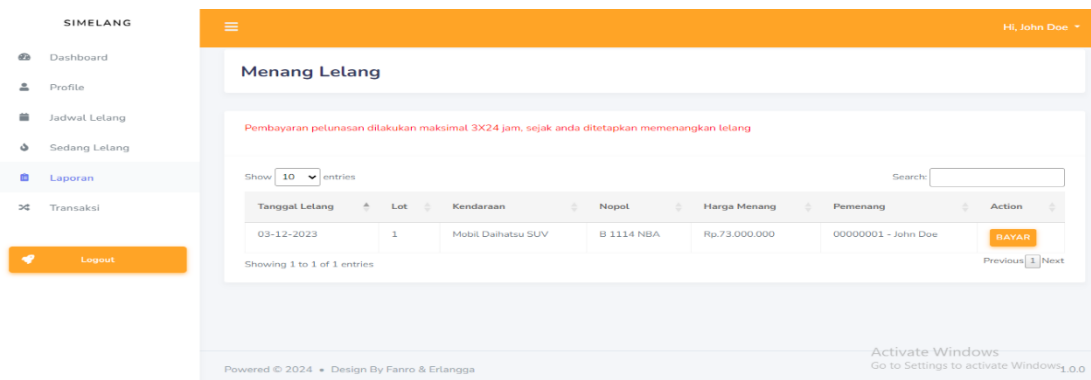 SIMELANG
Hi, John Doe
Dashboard
Profile
Jadwal Lelang
Sedang Lelang
Laporan
Transaksi
Logout
Menang Lelang
Pembayaran pelunasan dilakukan maksimal 3X24 jam, sejak anda ditetapkan memenangkan lelang
Show 10 entries
Search:
Tanggal Lelang Lot Kendaraan Nopol Harga Menang Pemenang Action
03-12-2023 1 Mobil Daihatsu SUV B 1114 NBA Rp.73.000.000 00000001 - John Doe BAYAR
Showing 1 to 1 of 1 entries
Previous 1 Next
Activate Windows
Go to Settings to activate Windows.
Powered © 2024 • Design By Fanro & Erlangga
1.0.0